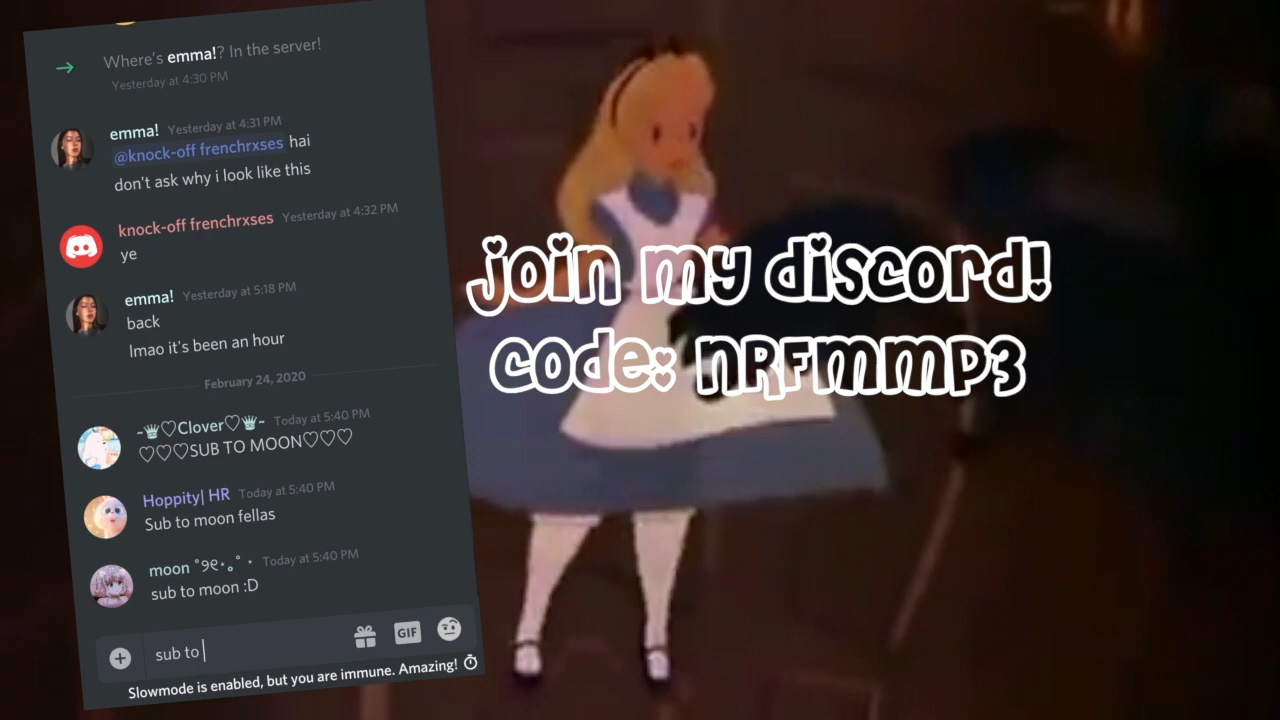 Where's emma!? In the server!
Yesterday at 4:30 PM
emma! Yesterday at 4:31 PM
@knock-off frenchrxses hai
don't ask why i look like this
knock-off frenchrxses Yesterday at 4:32 PM
ye
emma! Yesterday at 5:18 PM
back
lmao it's been an hour
February 24, 2020
~♕♡Clover♡♕~ Today at 5:40 PM
♡♡♡SUB TO MOON♡♡♡
Hoppity| HR Today at 5:40 PM
Sub to moon fellas
moon ˚୨୧⋆｡˚ ⋆ Today at 5:40 PM
sub to moon :D
sub to
GIF
Slowmode is enabled, but you are immune. Amazing!
join my discord!
code: NRFMMP3